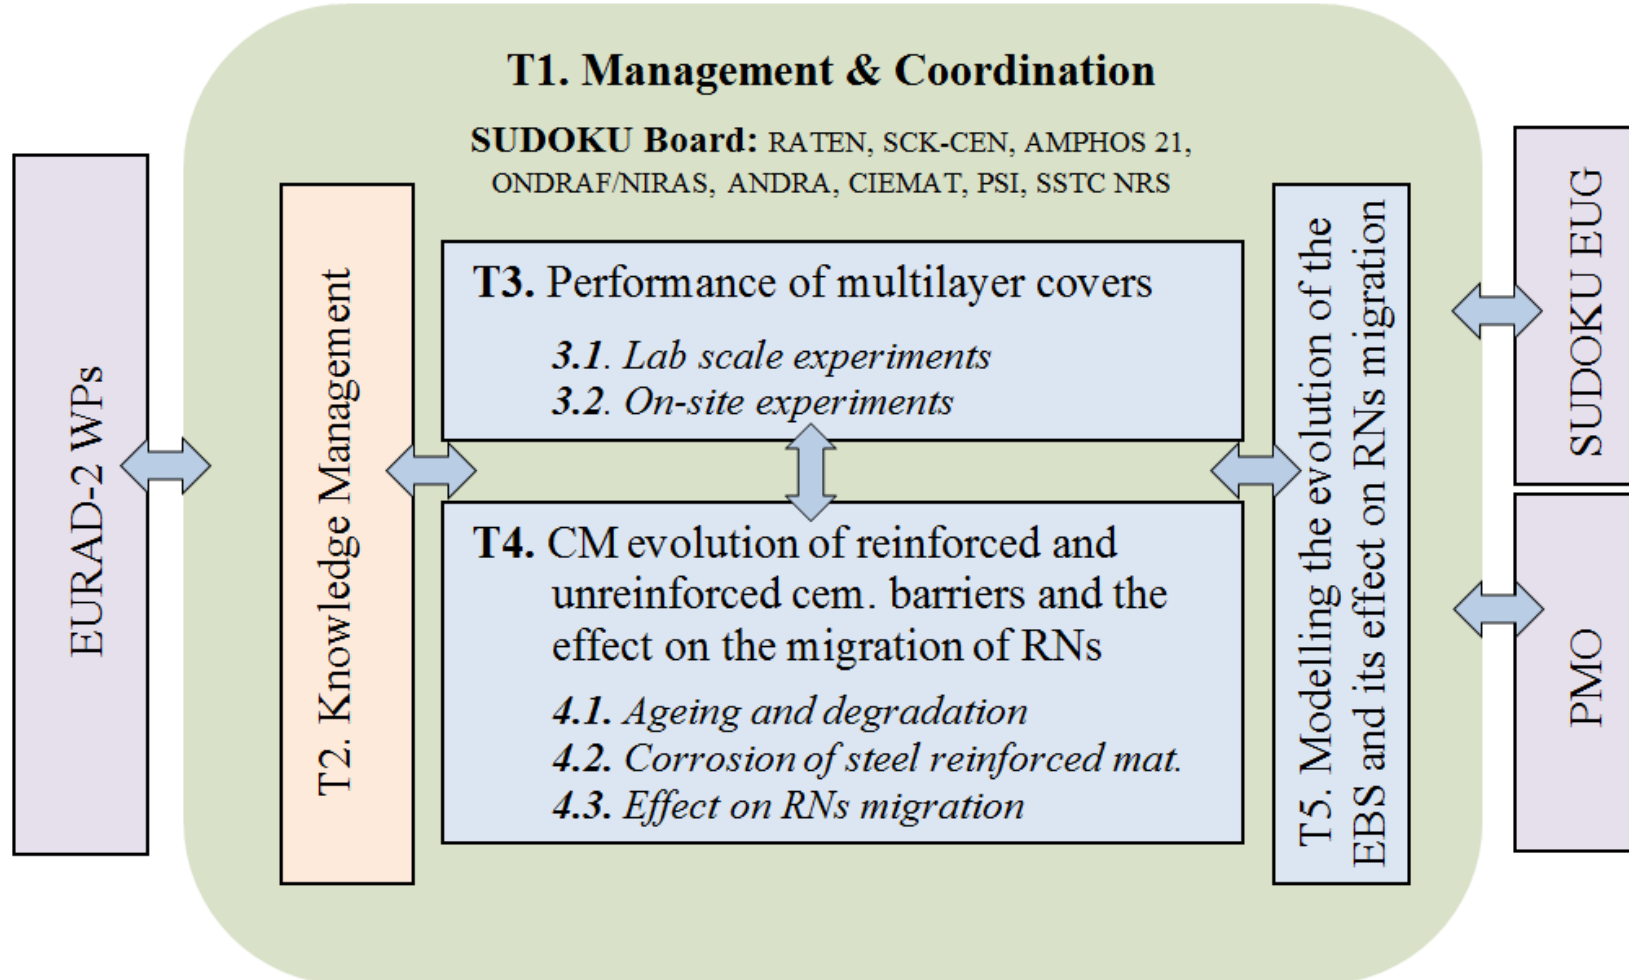 T1. Management & Coordination
SUDOKU Board: RATEN, SCK-CEN, AMPHOS 21,
ONDRAF/NIRAS, ANDRA, CIEMAT, PSI, SSTC NRS
EURAD-2 WPs
T2. Knowledge Management
T3. Performance of multilayer covers
3.1. Lab scale experiments
3.2. On-site experiments
T4. CM evolution of reinforced and
unreinforced cem. barriers and the
effect on the migration of RNs
4.1. Ageing and degradation
4.2. Corrosion of steel reinforced mat.
4.3. Effect on RNs migration
T5. Modelling the evolution of the
EBS and its effect on RNs migration
SUDOKU EUG
PMO